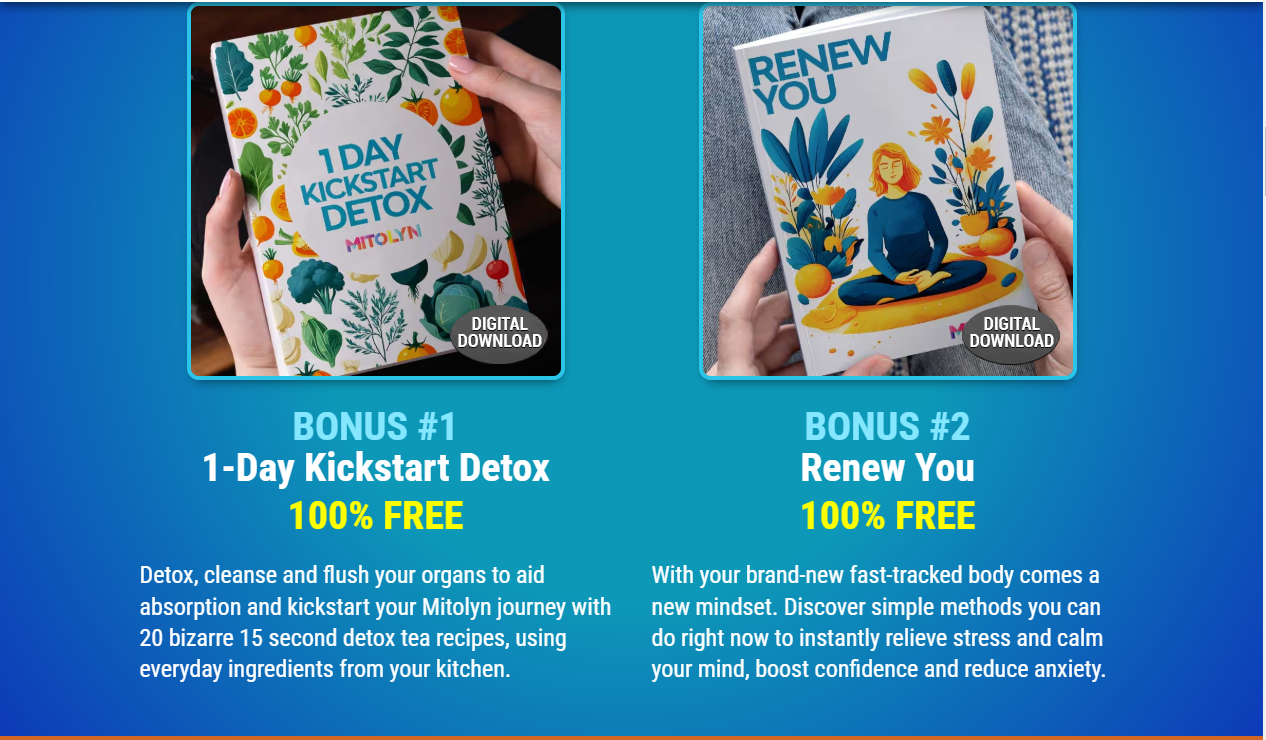 1 DAY
KICKSTART
DETOX
MITOLYN
DIGITAL
DOWNLOAD
BONUS #1
1-Day Kickstart Detox
100% FREE
Detox, cleanse and flush your organs to aid
absorption and kickstart your Mitolyn journey with
20 bizarre 15 second detox tea recipes, using
everyday ingredients from your kitchen.
RENEW
YOU
DIGITAL
DOWNLOAD
BONUS #2
Renew You
100% FREE
With your brand-new fast-tracked body comes a
new mindset. Discover simple methods you can
do right now to instantly relieve stress and calm
your mind, boost confidence and reduce anxiety.